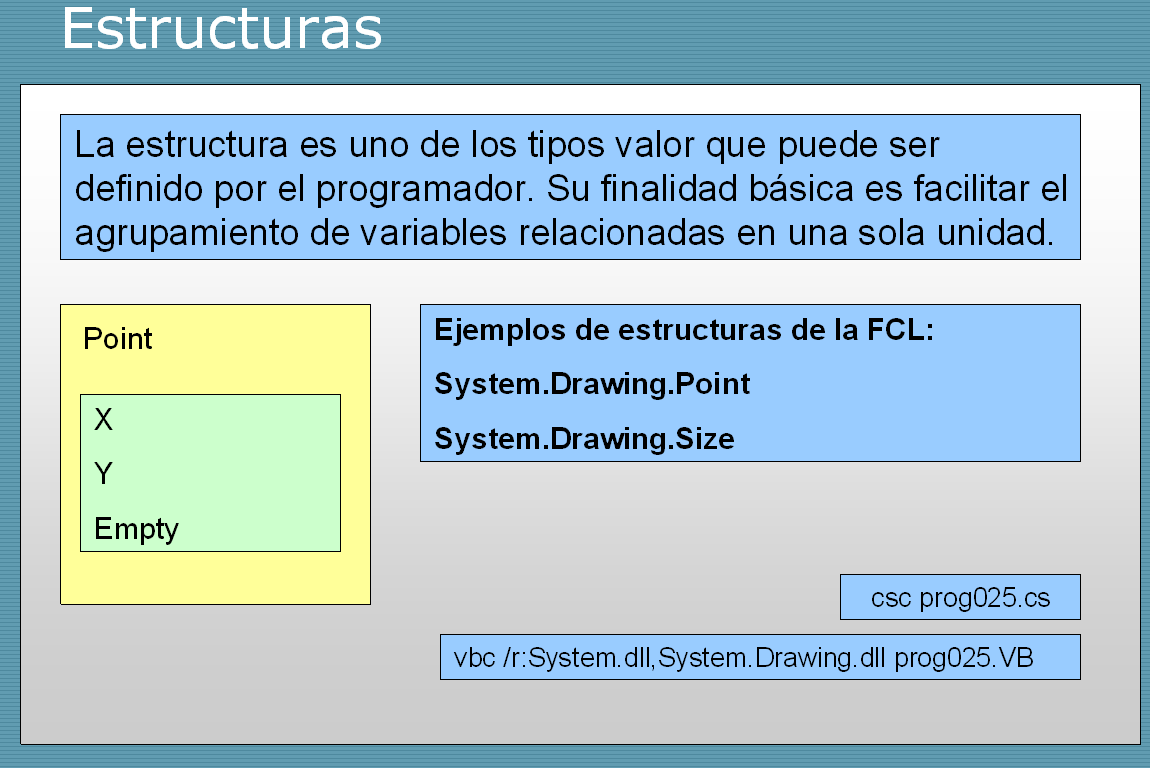 Estructuras
La estructura es uno de los tipos valor que puede ser
definido por el programador. Su finalidad básica es facilitar el
agrupamiento de variables relacionadas en una sola unidad.
Point
X
Y
Empty
Ejemplos de estructuras de la FCL:
System.Drawing.Point
System.Drawing.Size
csc prog025.cs
vbc /r:System.dll,System.Drawing.dll prog025.VB